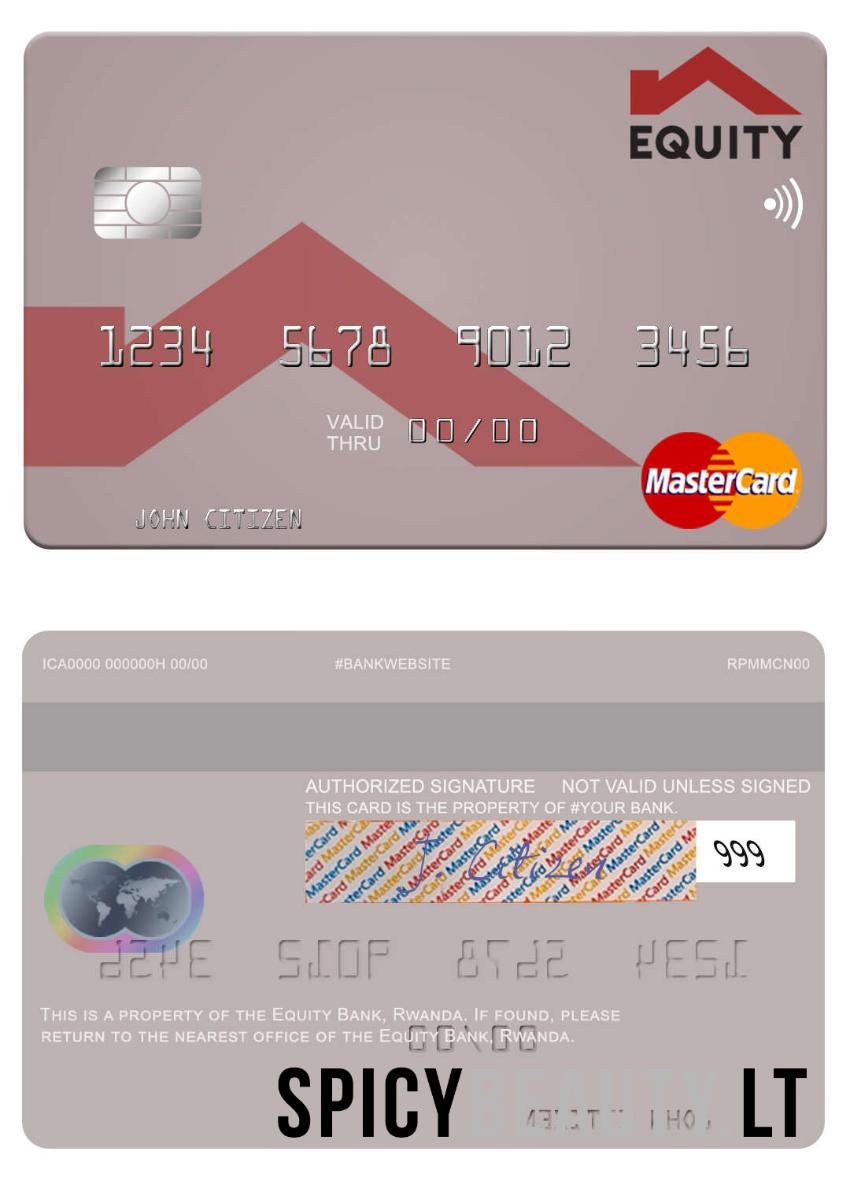 EQUITY
1234 5678 9012 3456
VALID
THRU 00/00
MasterCard
JOHN CITIZEN
ICA0000 000000H 00/00 #BANKWEBSITE RPMMCN00
AUTHORIZED SIGNATURE NOT VALID UNLESS SIGNED
THIS CARD IS THE PROPERTY OF #YOUR BANK.
J. Citizen 999
THIS IS A PROPERTY OF THE EQUITY BANK, RWANDA. IF FOUND, PLEASE
RETURN TO THE NEAREST OFFICE OF THE EQUITY BANK, RWANDA.
SPICYBEAUTY.LT